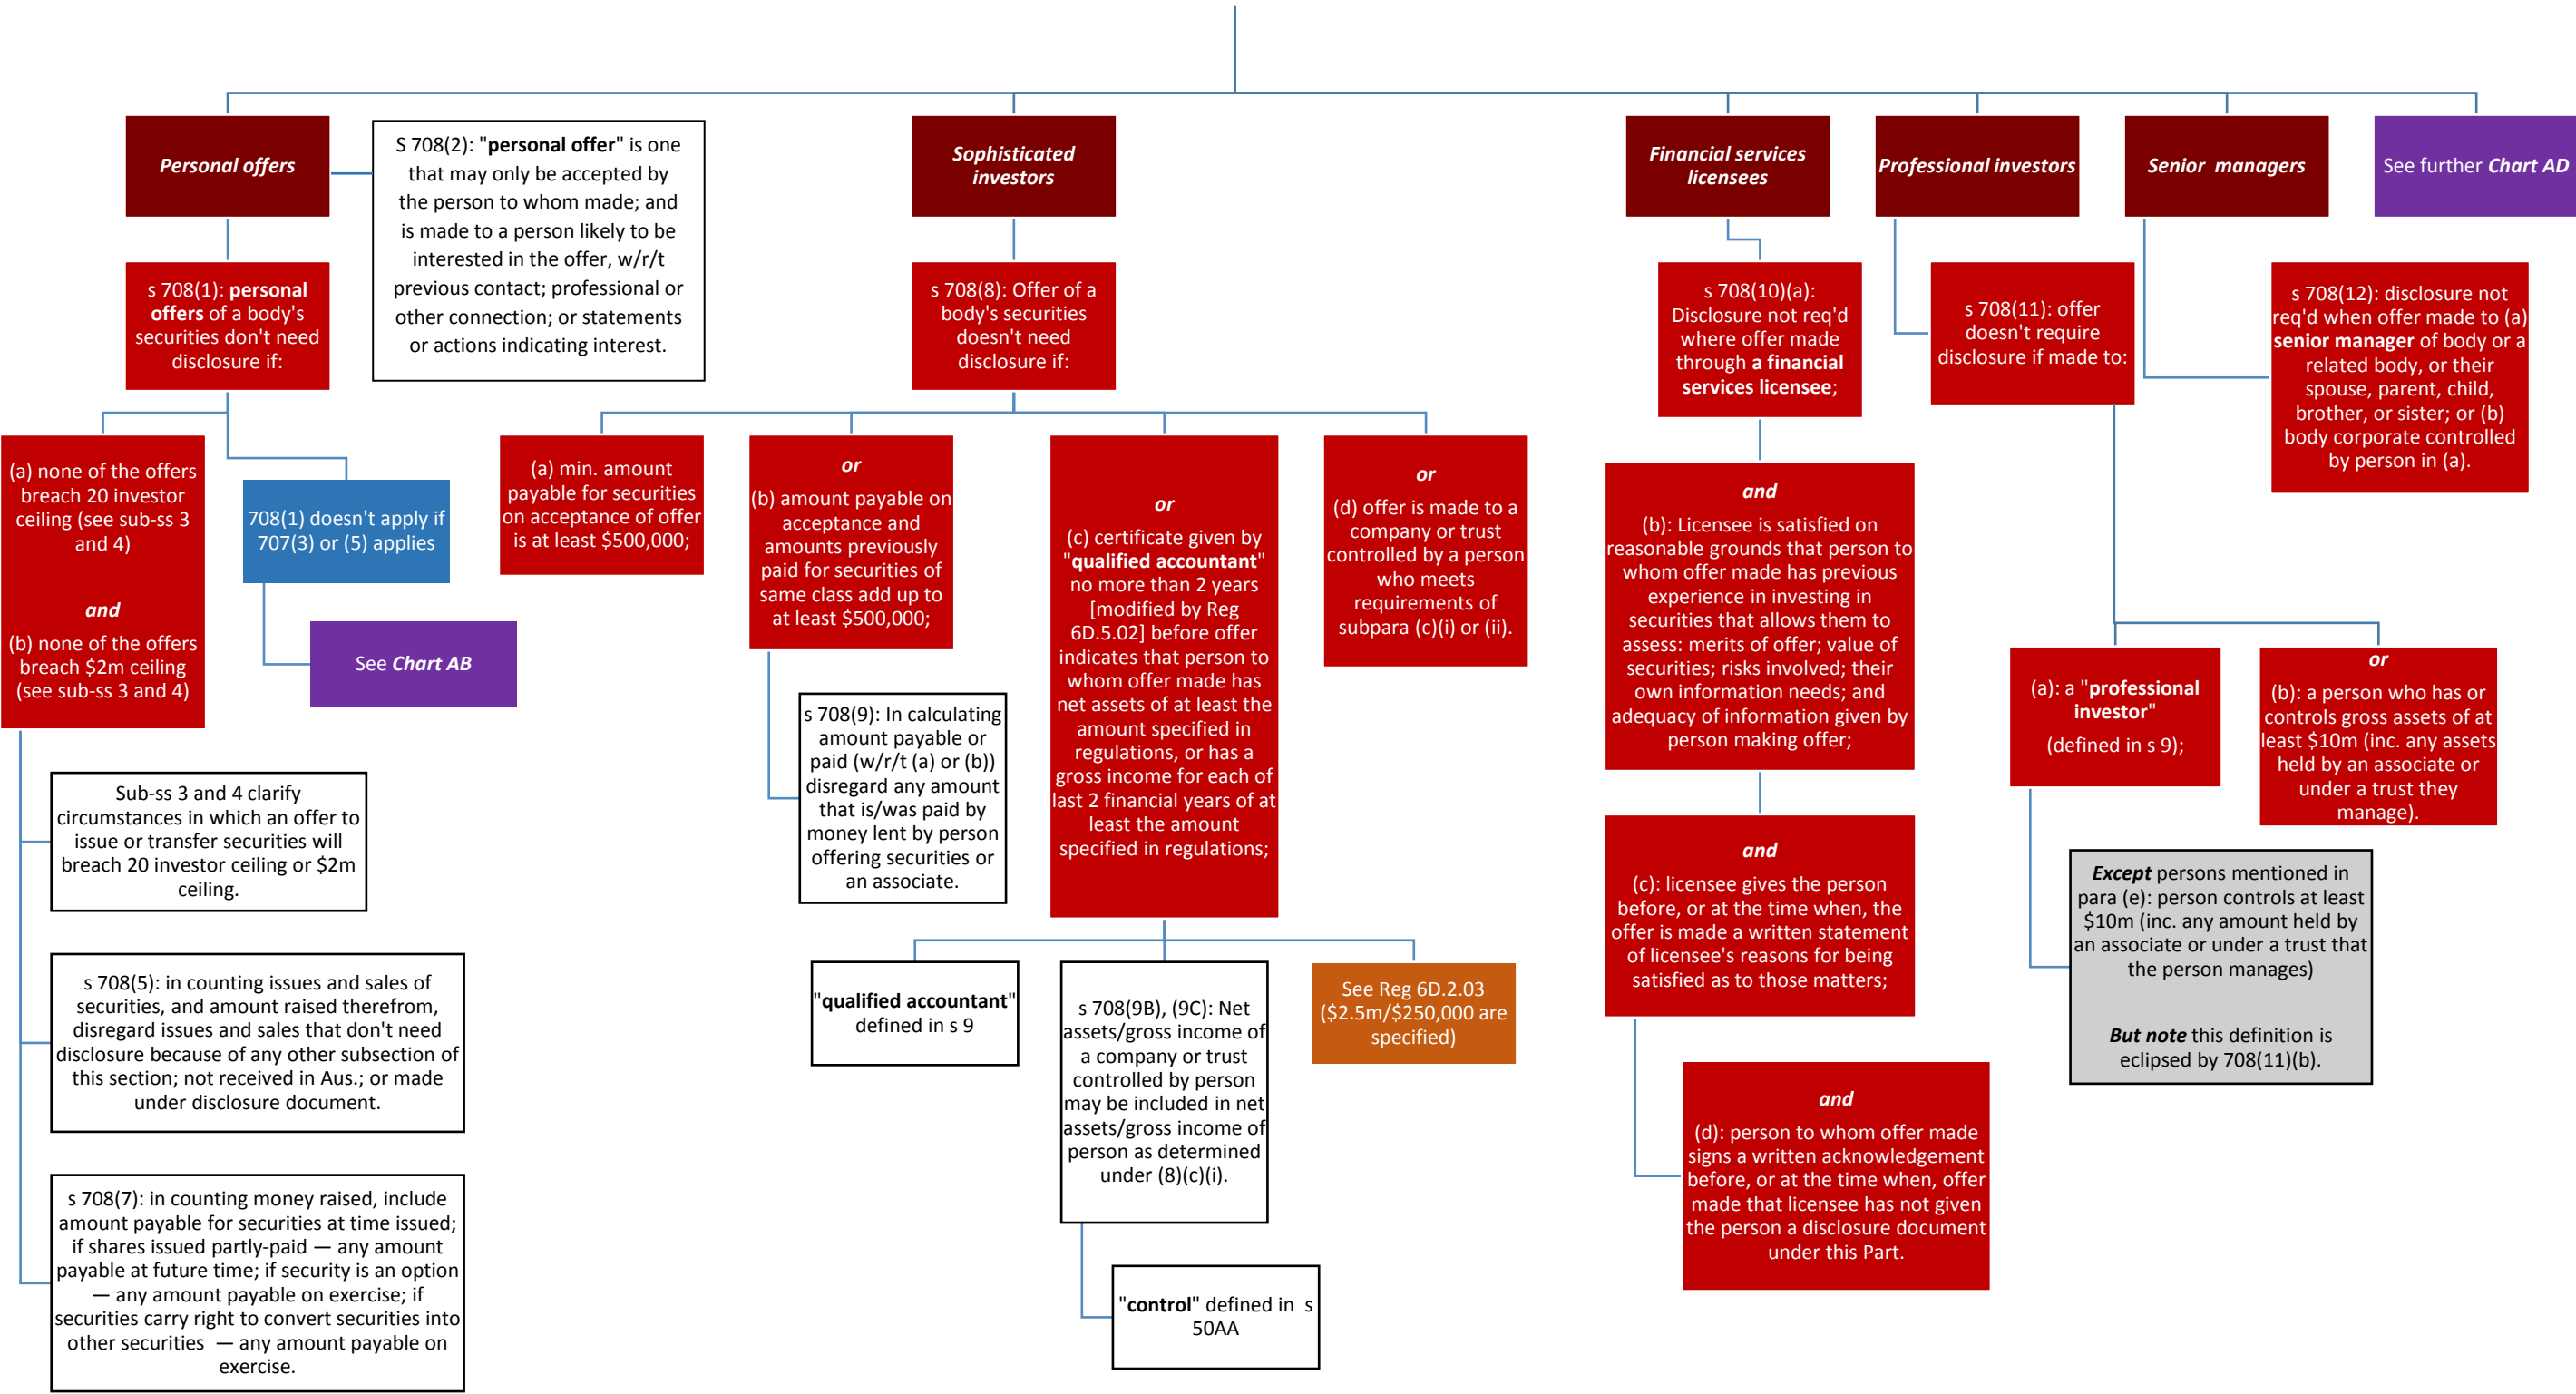 Personal offers
S 708(2): "personal offer" is one
that may only be accepted by
the person to whom made; and
is made to a person likely to be
interested in the offer, w/r/t
previous contact; professional or
other connection; or statements
or actions indicating interest.
s 708(1): personal
offers of a body's
securities don't need
disclosure if:
(a) none of the offers
breach 20 investor
ceiling (see sub-ss 3
and 4)
and
(b) none of the offers
breach $2m ceiling
(see sub-ss 3 and 4)
708(1) doesn't apply if
707(3) or (5) applies
See Chart AB
Sub-ss 3 and 4 clarify
circumstances in which an offer to
issue or transfer securities will
breach 20 investor ceiling or $2m
ceiling.
s 708(5): in counting issues and sales of
securities, and amount raised therefrom,
disregard issues and sales that don't need
disclosure because of any other subsection of
this section; not received in Aus.; or made
under disclosure document.
s 708(7): in counting money raised, include
amount payable for securities at time issued;
if shares issued partly-paid — any amount
payable at future time; if security is an option
— any amount payable on exercise; if
securities carry right to convert securities into
other securities — any amount payable on
exercise.
Sophisticated
investors
s 708(8): Offer of a
body's securities
doesn't need
disclosure if:
(a) min. amount
payable for securities
on acceptance of offer
is at least $500,000;
or
(b) amount payable on
acceptance and
amounts previously
paid for securities of
same class add up to
at least $500,000;
s 708(9): In calculating
amount payable or
paid (w/r/t (a) or (b))
disregard any amount
that is/was paid by
money lent by person
offering securities or
an associate.
or
(c) certificate given by
"qualified accountant"
no more than 2 years
[modified by Reg
6D.5.02] before offer
indicates that person to
whom offer made has
net assets of at least the
amount specified in
regulations, or has a
gross income for each of
last 2 financial years of at
least the amount
specified in regulations;
"qualified accountant"
defined in s 9
s 708(9B), (9C): Net
assets/gross income of
a company or trust
controlled by person
may be included in net
assets/gross income of
person as determined
under (8)(c)(i).
"control" defined in s
50AA
See Reg 6D.2.03
($2.5m/$250,000 are
specified)
or
(d) offer is made to a
company or trust
controlled by a person
who meets
requirements of
subpara (c)(i) or (ii).
Financial services
licensees
s 708(10)(a):
Disclosure not req'd
where offer made
through a financial
services licensee;
and
(b): Licensee is satisfied on
reasonable grounds that person to
whom offer made has previous
experience in investing in
securities that allows them to
assess: merits of offer; value of
securities; risks involved; their
own information needs; and
adequacy of information given by
person making offer;
and
(c): licensee gives the person
before, or at the time when, the
offer is made a written statement
of licensee's reasons for being
satisfied as to those matters;
and
(d): person to whom offer made
signs a written acknowledgement
before, or at the time when, offer
made that licensee has not given
the person a disclosure document
under this Part.
Professional investors
s 708(11): offer
doesn't require
disclosure if made to:
(a): a "professional
investor"
(defined in s 9);
Except persons mentioned in
para (e): person controls at least
$10m (inc. any amount held by
an associate or under a trust that
the person manages)
But note this definition is
eclipsed by 708(11)(b).
or
(b): a person who has or
controls gross assets of at
least $10m (inc. any assets
held by an associate or
under a trust they
manage).
Senior managers
s 708(12): disclosure not
req'd when offer made to (a)
senior manager of body or a
related body, or their
spouse, parent, child,
brother, or sister; or (b)
body corporate controlled
by person in (a).
See further Chart AD